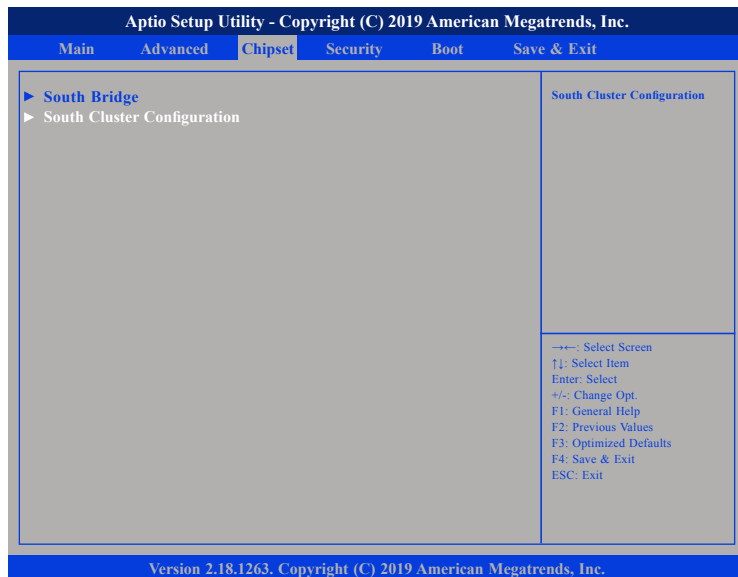 Aptio Setup Utility - Copyright (C) 2019 American Megatrends, Inc.
Main Advanced Chipset Security Boot Save & Exit
► South Bridge
► South Cluster Configuration
South Cluster Configuration
→←: Select Screen
↑↓: Select Item
Enter: Select
+/-: Change Opt.
F1: General Help
F2: Previous Values
F3: Optimized Defaults
F4: Save & Exit
ESC: Exit
Version 2.18.1263. Copyright (C) 2019 American Megatrends, Inc.